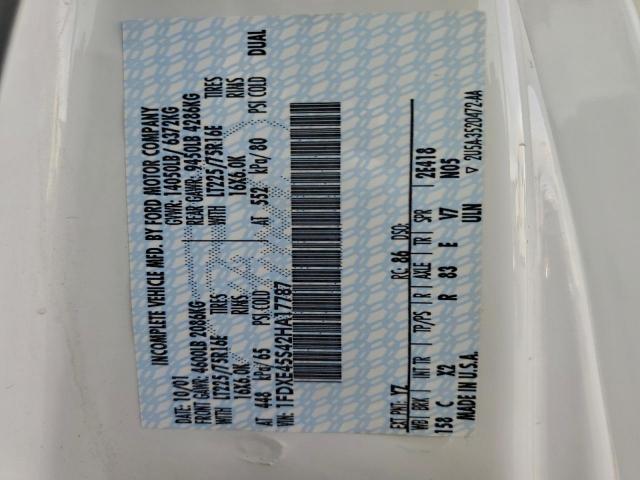 INCOMPLETE VEHICLE MFD. BY FORD MOTOR COMPANY
DATE: 10/01 GVWR: 14050LB/6372KG
FRONT GAWR: 4600LB 2086KG REAR GAWR: 9450LB 4286KG
WITH LT225/75R16E TIRES WITH LT225/75R16E TIRES
16X6.0K RIMS 16X6.0K RIMS
AT 448 kPa/65 PSI COLD AT 552 kPa/80 PSI COLD DUAL
VIN: 1FDXE45S42HA17787
EXT PNT: YZ RC: 86 DSO:
WB BRK INT TR TP/PS R AXLE TR SPR
158 C X2 R 83 E V7 2E418
MADE IN U.S.A. N05
ULN ▽ 2U5A-3520472-AA